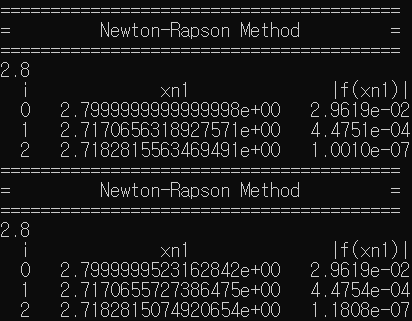 ========================================
=        Newton-Rapson Method        =
========================================
2.8
i xn1 |f(xn1)|
0 2.7999999999999998e+00 2.9619e-02
1 2.7170656318927571e+00 4.4751e-04
2 2.7182815563469491e+00 1.0010e-07
========================================
=        Newton-Rapson Method        =
========================================
2.8
i xn1 |f(xn1)|
0 2.7999999523162842e+00 2.9619e-02
1 2.7170655727386475e+00 4.4754e-04
2 2.7182815074920654e+00 1.1808e-07